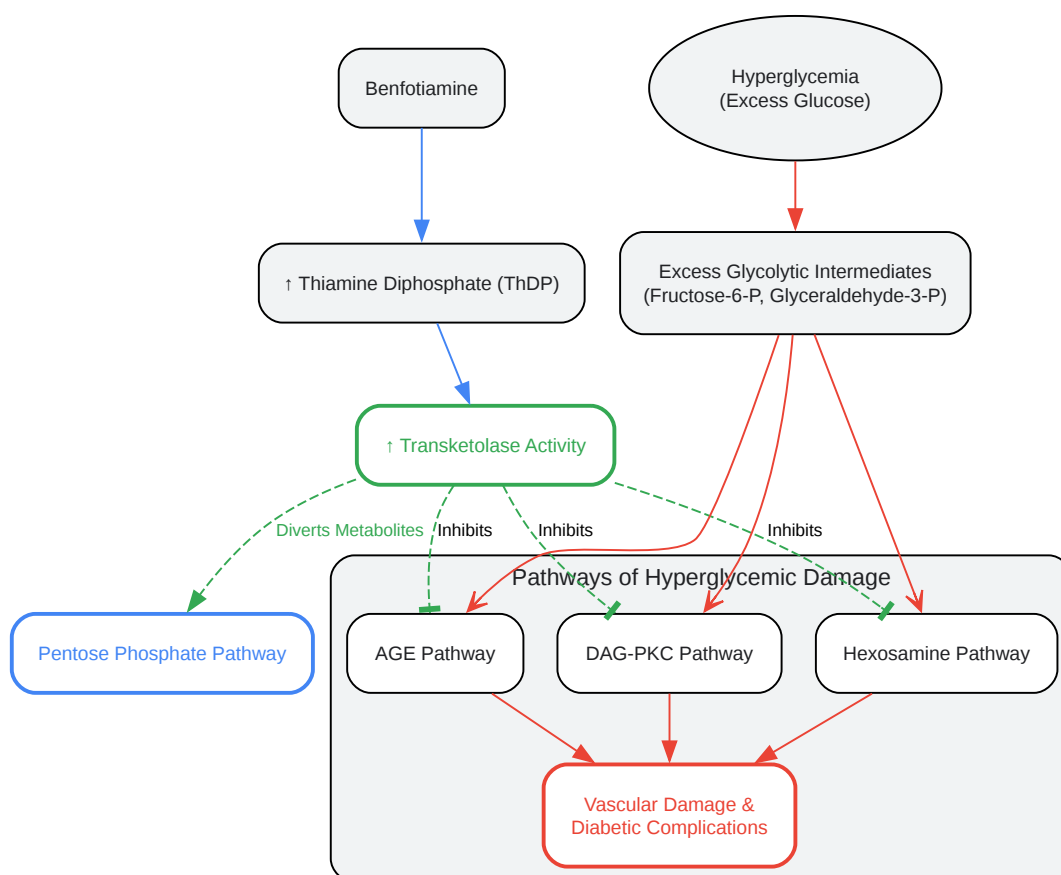 Benfotiamine
Hyperglycemia
(Excess Glucose)
↑ Thiamine Diphosphate (ThDP)
Excess Glycolytic Intermediates
(Fructose-6-P, Glyceraldehyde-3-P)
↑ Transketolase Activity
Diverts Metabolites
Inhibits
Inhibits
Inhibits
Pathways of Hyperglycemic Damage
Pentose Phosphate Pathway
AGE Pathway
DAG-PKC Pathway
Hexosamine Pathway
Vascular Damage &
Diabetic Complications